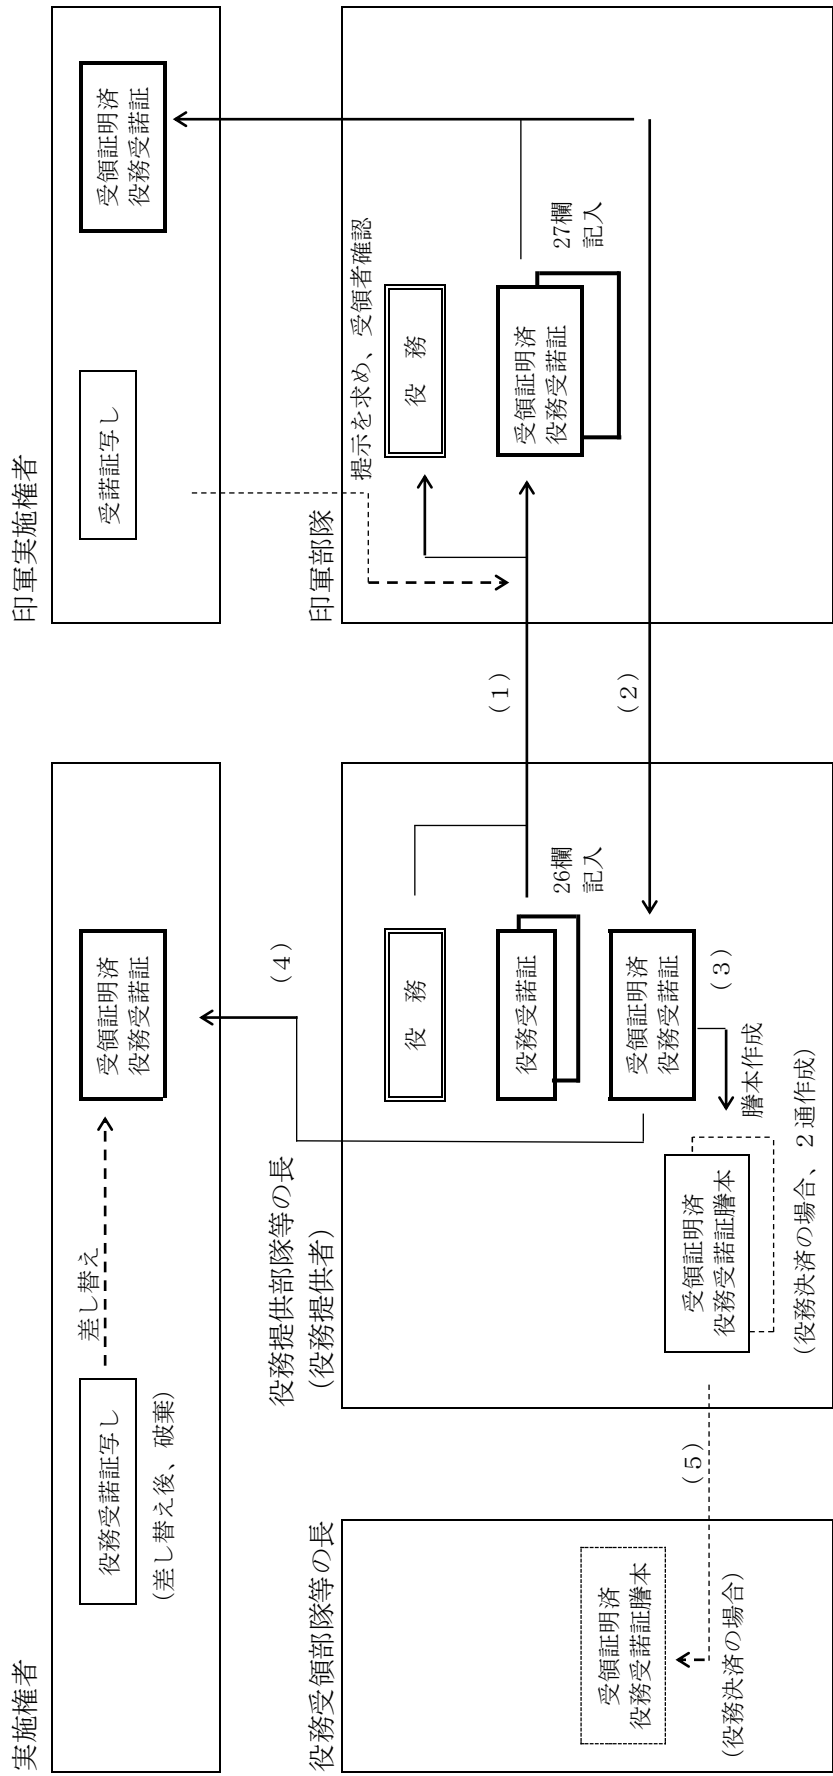 実施権者
役務受諾証写し
(差し替え後、破棄)
差し替え
受領証明済
役務受諾証
印軍実施権者
受諾証写し
受領証明済
役務受諾証
役務受領部隊等の長
受領証明済
役務受諾証謄本
(役務決済の場合)
(5)
役務提供部隊等の長
(役務提供者)
(4)
役　務
役務受諾証
26欄
記入
受領証明済
役務受諾証
(3)
謄本作成
受領証明済
役務受諾証謄本
(役務決済の場合、2通作成)
(1)
(2)
印軍部隊
提示を求め、受領者確認
役　務
受領証明済
役務受諾証
27欄
記入